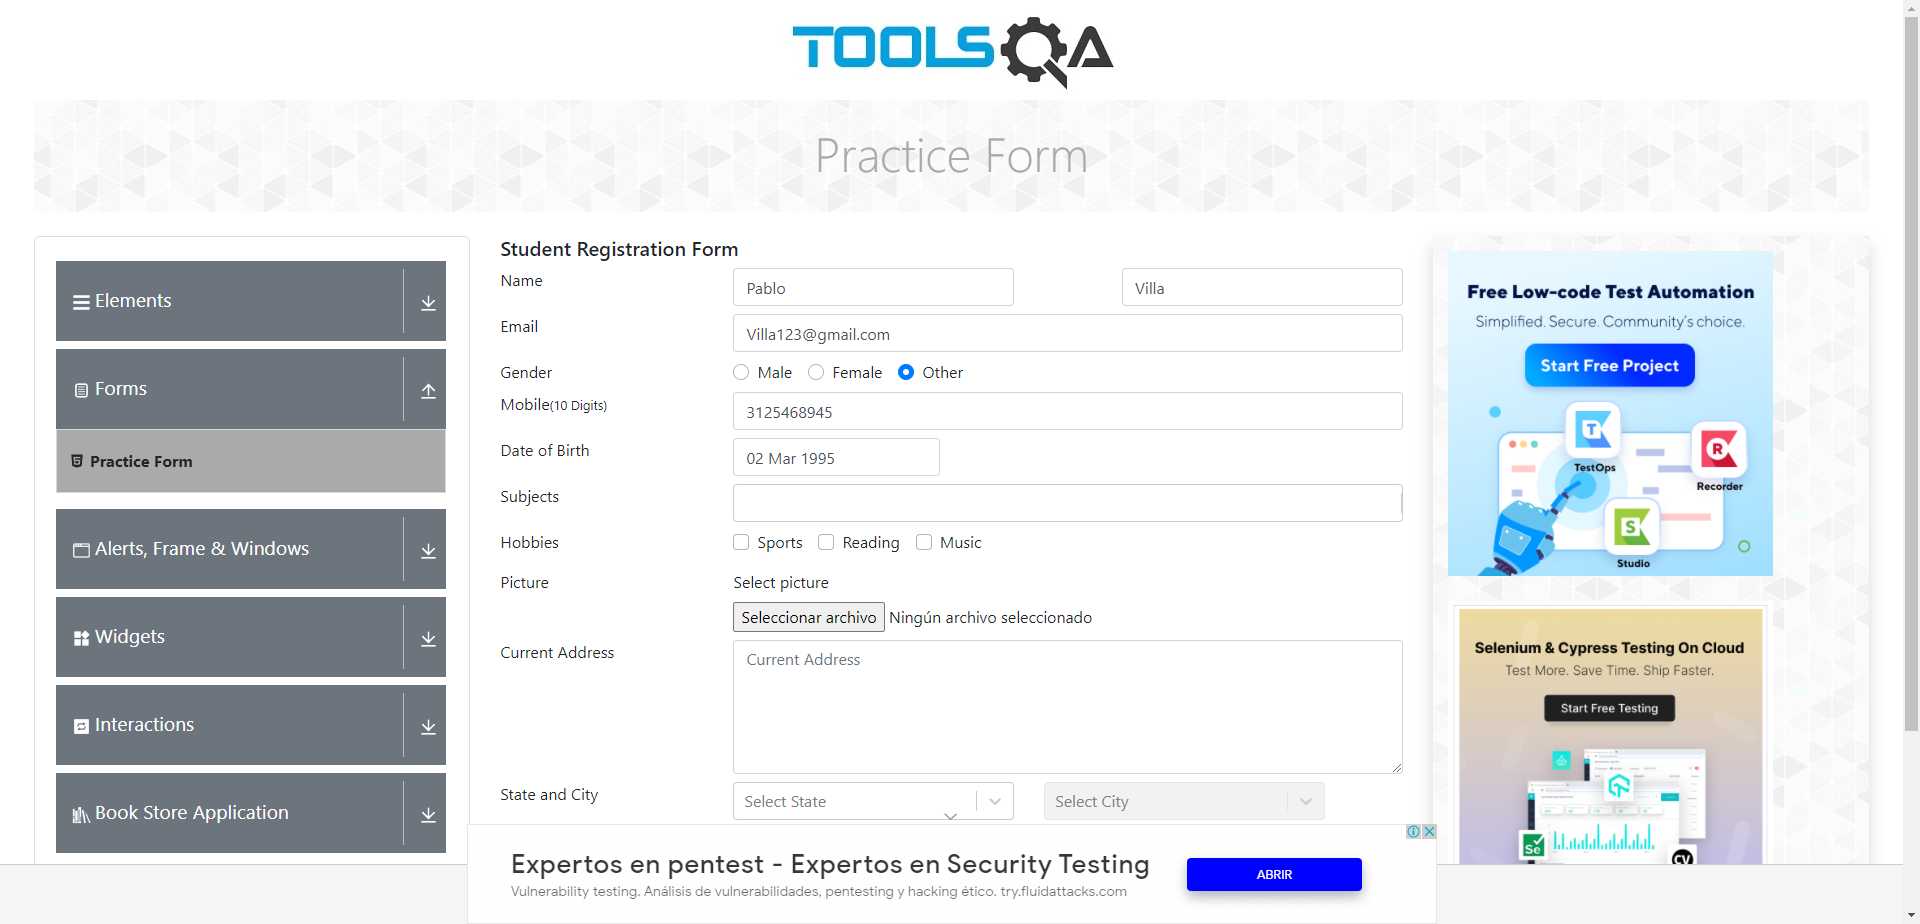 TOOLSQA
Practice Form
Elements
Forms
Practice Form
Alerts, Frame & Windows
Widgets
Interactions
Book Store Application
Student Registration Form
Name Pablo Villa
Email Villa123@gmail.com
Gender Male Female Other
Mobile(10 Digits) 3125468945
Date of Birth 02 Mar 1995
Subjects
Hobbies Sports Reading Music
Picture Select picture
Seleccionar archivo Ningún archivo seleccionado
Current Address Current Address
State and City Select State Select City
Free Low-code Test Automation
Simplified. Secure. Community's choice.
Start Free Project
T
TestOps
R
Recorder
S
Studio
Selenium & Cypress Testing On Cloud
Test More. Save Time. Ship Faster.
Start Free Testing
Se
CV
Expertos en pentest - Expertos en Security Testing
Vulnerability testing. Análisis de vulnerabilidades, pentesting y hacking ético. try.fluidattacks.com
ABRIR